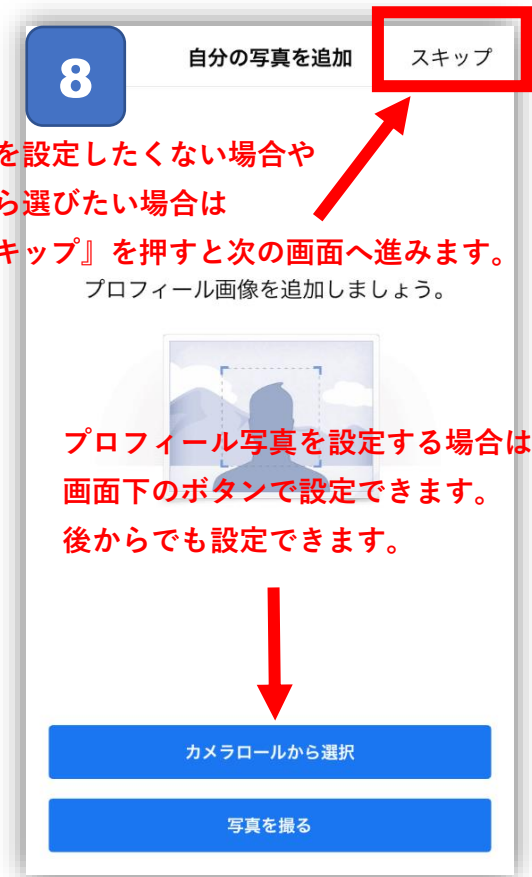 8
自分の写真を追加
スキップ
を設定したくない場合や
ら選びたい場合は
キップ』を押すと次の画面へ進みます。
プロフィール画像を追加しましょう。
プロフィール写真を設定する場合は
画面下のボタンで設定できます。
後からでも設定できます。
カメラロールから選択
写真を撮る